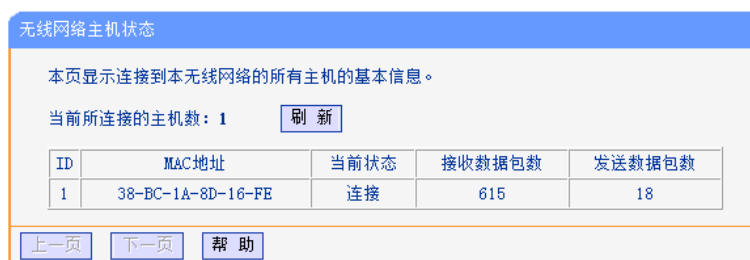 无线网络主机状态
本页显示连接到本无线网络的所有主机的基本信息。
当前所连接的主机数：1 刷 新
ID MAC地址 当前状态 接收数据包数 发送数据包数
1 38-BC-1A-8D-16-FE 连接 615 18
上一页 下一页 帮 助